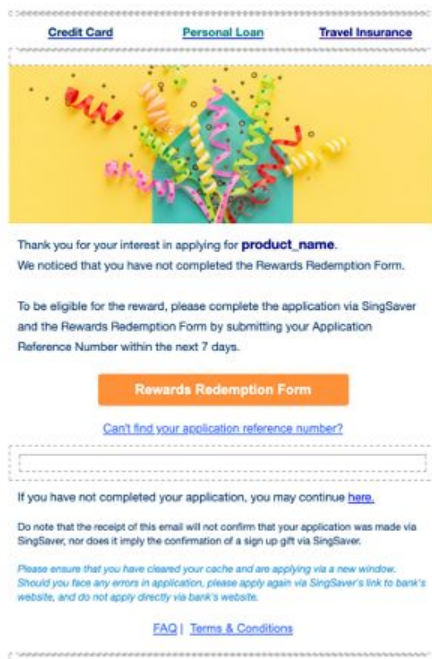 Credit Card Personal Loan Travel Insurance
Thank you for your interest in applying for product_name.
We noticed that you have not completed the Rewards Redemption Form.
To be eligible for the reward, please complete the application via SingSaver
and the Rewards Redemption Form by submitting your Application
Reference Number within the next 7 days.
Rewards Redemption Form
Can't find your application reference number?
If you have not completed your application, you may continue here.
Do note that the receipt of this email will not confirm that your application was made via
SingSaver, nor does it imply the confirmation of a sign up gift via SingSaver.
Please ensure that you have cleared your cache and are applying via a new window.
Should you face any errors in application, please apply again via SingSaver's link to bank's
website, and do not apply directly via bank's website.
FAQ | Terms & Conditions